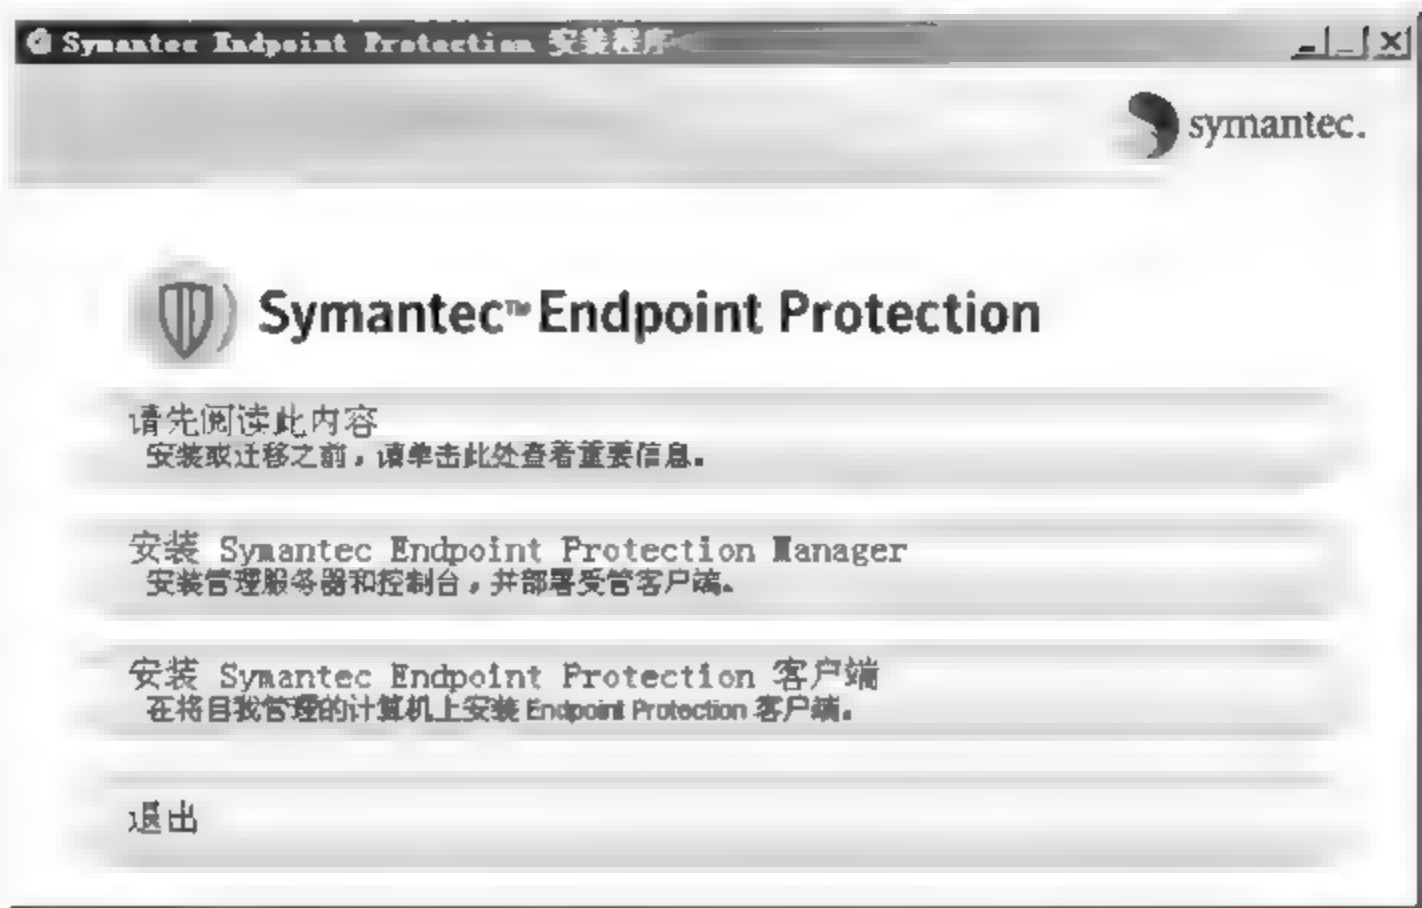 Symantec Endpoint Protection 安装程序
symantec.
Symantec™ Endpoint Protection
请先阅读此内容
安装或迁移之前，请单击此处查看重要信息。
安装 Symantec Endpoint Protection Manager
安装管理服务器和控制台，并部署受管客户端。
安装 Symantec Endpoint Protection 客户端
在将自我管理的计算机上安装 Endpoint Protection 客户端。
退出